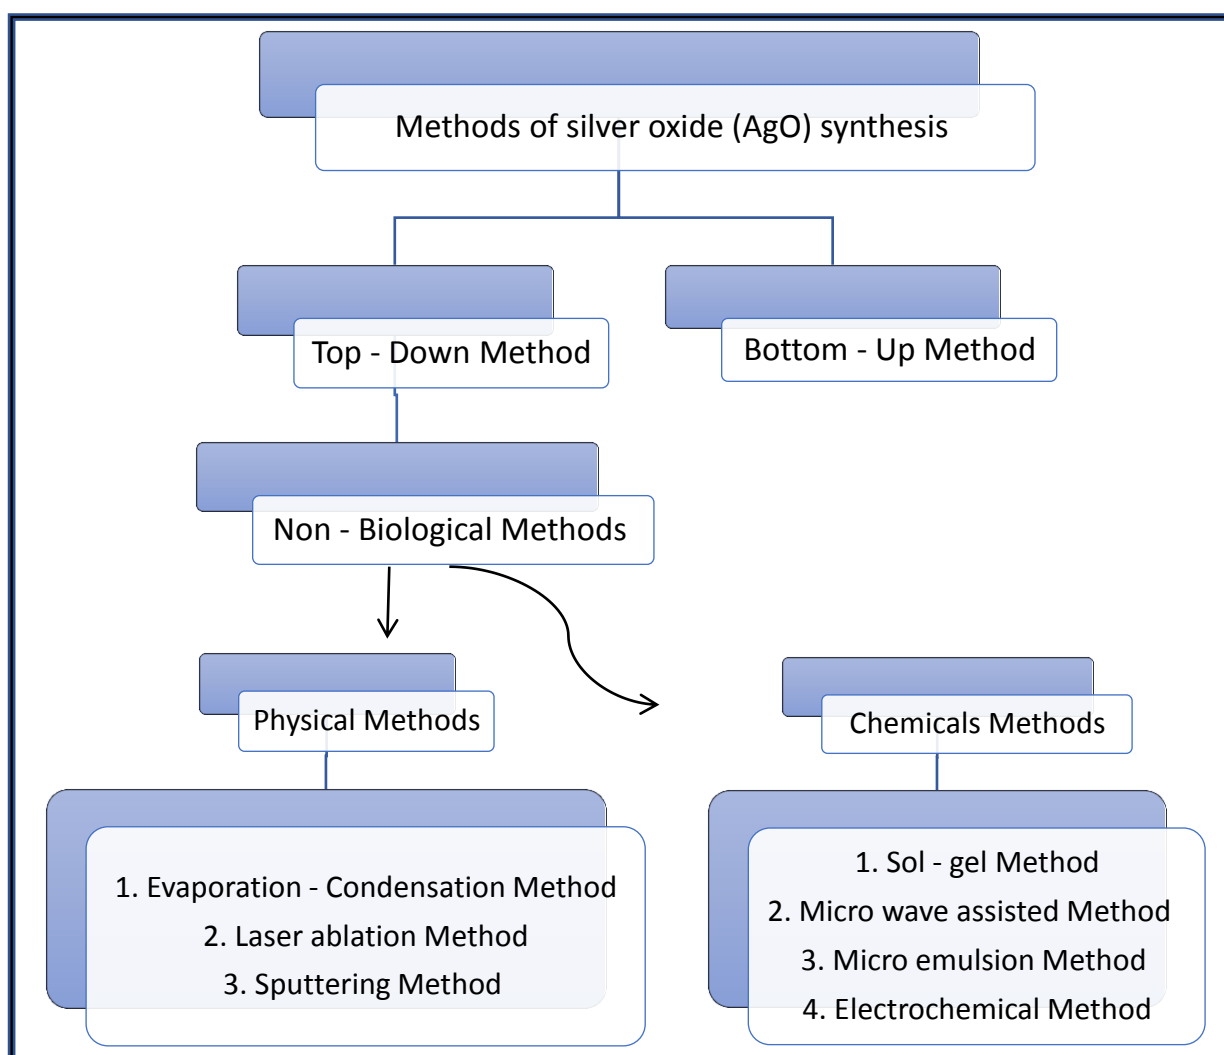 Methods of silver oxide (AgO) synthesis
Top - Down Method
Bottom - Up Method
Non - Biological Methods
Physical Methods
Chemicals Methods
1. Evaporation - Condensation Method
2. Laser ablation Method
3. Sputtering Method
1. Sol - gel Method
2. Micro wave assisted Method
3. Micro emulsion Method
4. Electrochemical Method